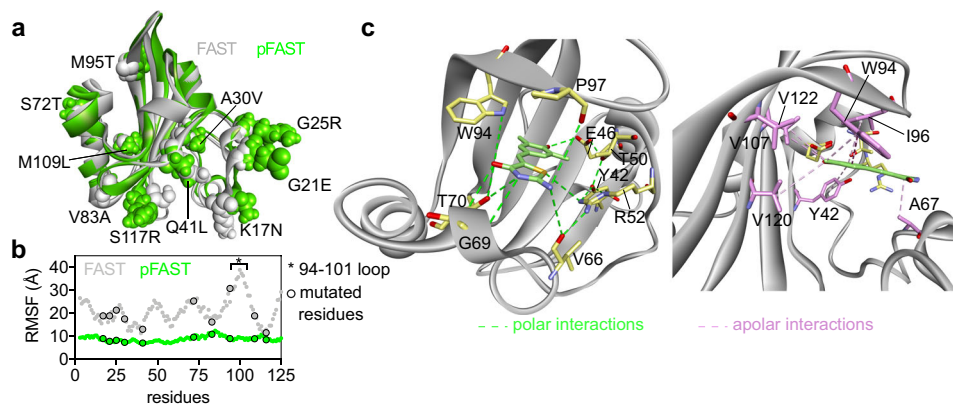 a
FAST pFAST
M95T
S72T
A30V
G25R
M109L
G21E
V83A
Q41L
K17N
S117R
b
FAST pFAST
* 94-101 loop
mutated
residues
*
RMSF (Å)
40
30
20
10
0
0 25 50 75 100 125
residues
c
P97
W94
E46
T50
Y42
T70
R52
G69
V66
polar interactions
W94
V122
I96
V107
V120
Y42
A67
apolar interactions